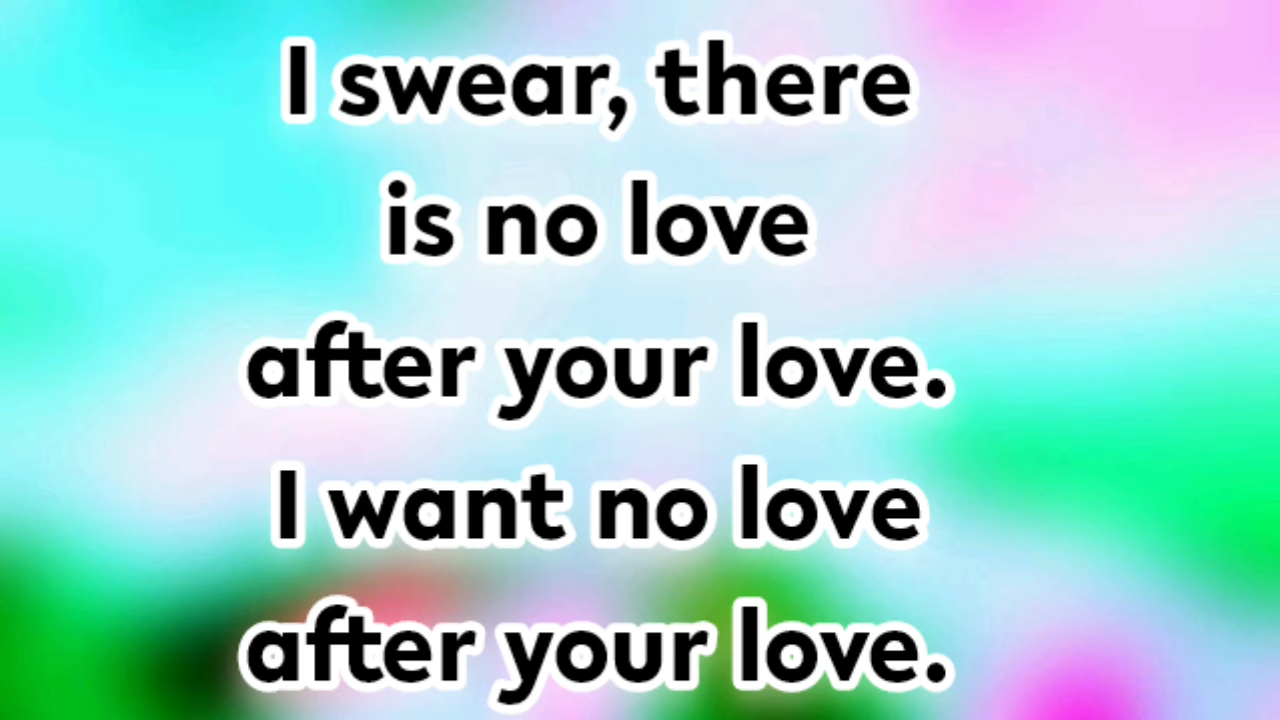 I swear, there
is no love
after your love.
I want no love
after your love.